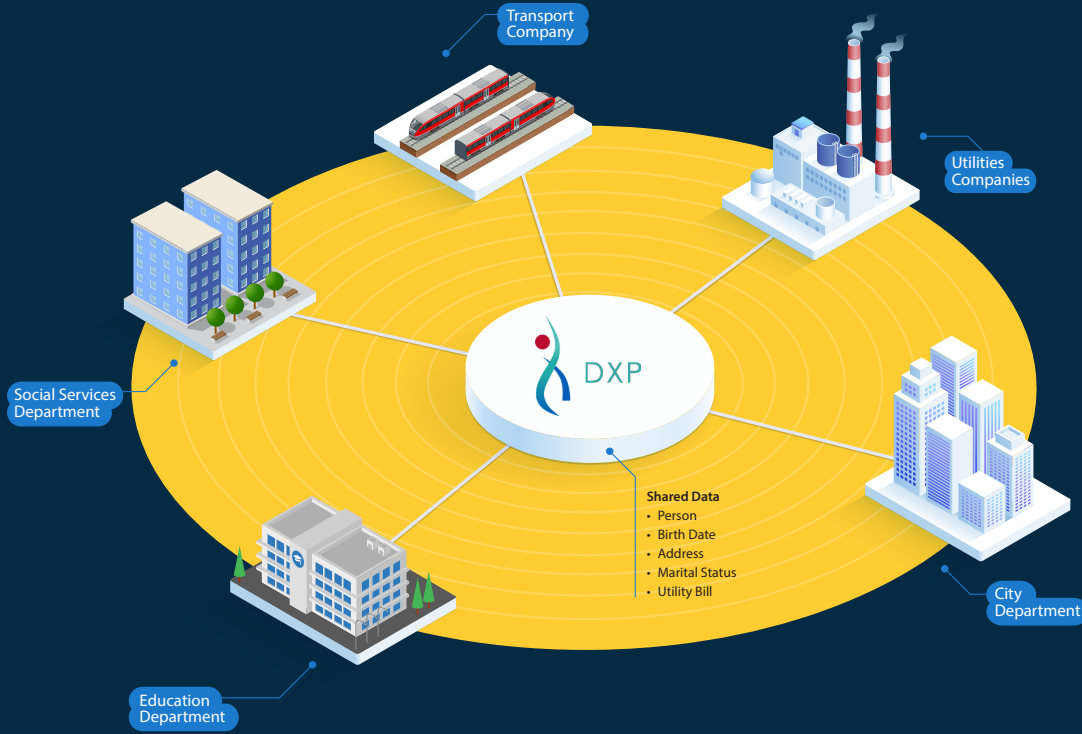 Transport
Company
Utilities
Companies
Social Services
Department
DXP
Shared Data
• Person
• Birth Date
• Address
• Marital Status
• Utility Bill
City
Department
Education
Department